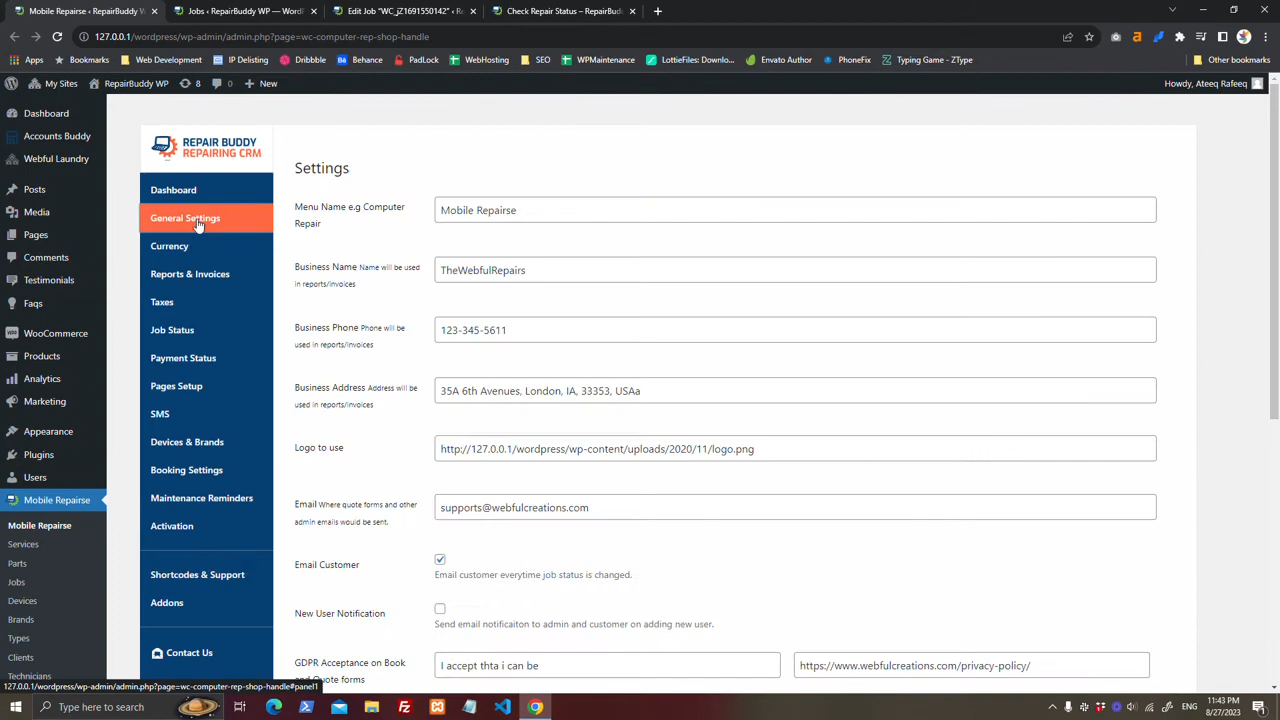 Mobile Repairse ‹ RepairBuddy W
Jobs ‹ RepairBuddy WP — WordP
Edit Job "WC_jZ1691550142" ‹ Re
Check Repair Status – RepairBudd
127.0.0.1/wordpress/wp-admin/admin.php?page=wc-computer-rep-shop-handle
Apps
Bookmarks
Web Development
IP Delisting
Dribbble
Behance
PadLock
WebHosting
SEO
WPMaintenance
LottieFiles: Downlo...
Envato Author
PhoneFix
Typing Game - ZType
Other bookmarks
My Sites
RepairBuddy WP
8
0
New
Howdy, Ateeq Rafeeq
Dashboard
Accounts Buddy
Webful Laundry
Posts
Media
Pages
Comments
Testimonials
Faqs
WooCommerce
Products
Analytics
Marketing
Appearance
Plugins
Users
Mobile Repairse
Mobile Repairse
Services
Parts
Jobs
Devices
Brands
Types
Clients
Technicians
REPAIR BUDDY
REPAIRING CRM
Dashboard
General Settings
Currency
Reports & Invoices
Taxes
Job Status
Payment Status
Pages Setup
SMS
Devices & Brands
Booking Settings
Maintenance Reminders
Activation
Shortcodes & Support
Addons
Contact Us
Settings
Menu Name e.g Computer
Repair
Mobile Repairse
Business Name Name will be used
in reports/invoices
TheWebfulRepairs
Business Phone Phone will be
used in reports/invoices
123-345-5611
Business Address Address will be
used in reports/invoices
35A 6th Avenues, London, IA, 33353, USAa
Logo to use
http://127.0.0.1/wordpress/wp-content/uploads/2020/11/logo.png
Email Where quote forms and other
admin emails would be sent.
supports@webfulcreations.com
Email Customer
Email customer everytime job status is changed.
New User Notification
Send email notificaiton to admin and customer on adding new user.
GDPR Acceptance on Book
and Quote forms
I accept thta i can be
https://www.webfulcreations.com/privacy-policy/
127.0.0.1/wordpress/wp-admin/admin.php?page=wc-computer-rep-shop-handle#panel1
Type here to search
ENG
11:43 PM
8/27/2023
1